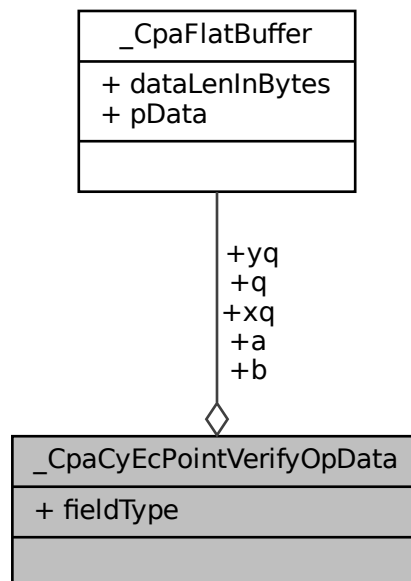 _CpaFlatBuffer
+ dataLenInBytes
+ pData
+yq
+q
+xq
+a
+b
_CpaCyEcPointVerifyOpData
+ fieldType